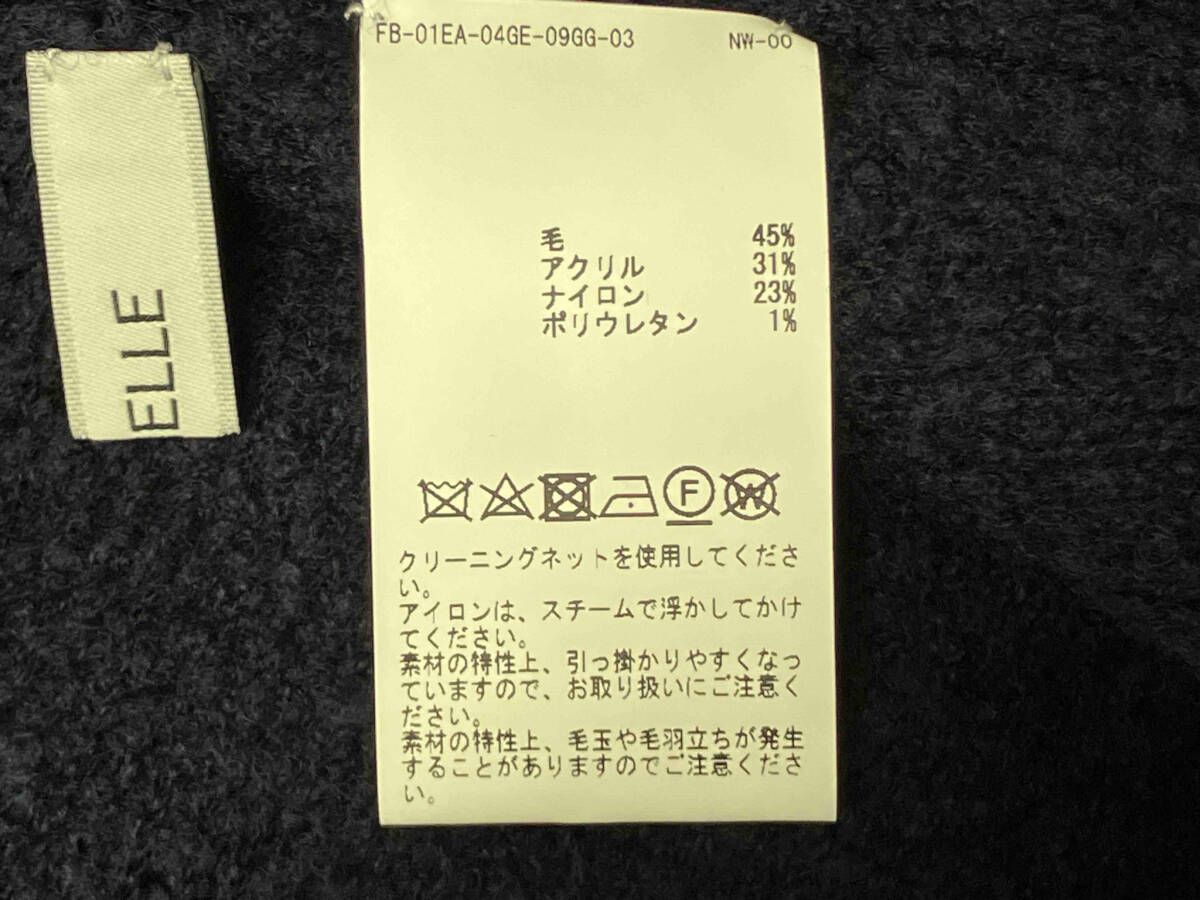 FB-01EA-04GE-09GG-03 NW-00
毛 45%
アクリル 31%
ナイロン 23%
ポリウレタン 1%
ELLE
F
W
クリーニングネットを使用してくださ
い。
アイロンは、スチームで浮かしてかけ
てください。
素材の特性上、引っ掛かりやすくなっ
ていますので、お取り扱いにご注意く
ださい。
素材の特性上、毛玉や毛羽立ちが発生
することがありますのでご注意くださ
い。